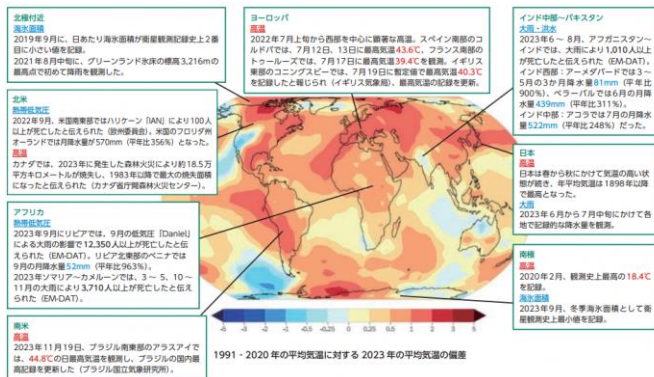 北極付近
海氷面積
2019年9月に、日あたり海氷面積が衛星観測記録史上2番目に小さい値を記録。
2021年8月中旬に、グリーンランド氷床の標高3,216mの最高点で初めて降雨を観測した。
北米
熱帯低気圧
2022年9月、米国南東部ではハリケーン「IAN」により100人以上が死亡したと伝えられた（欧州委員会）。米国のフロリダ州オーランドでは月降水量が570mm（平年比356%）となった。
高温
カナダでは、2023年に発生した森林火災により約18.5万平方キロメートルが焼失し、1983年以降で最大の焼失面積になったと伝えられた（カナダ省庁間森林火災センター）。
アフリカ
熱帯低気圧
2023年9月にリビアでは、9月の低気圧「Daniel」による大雨の影響で12,350人以上が死亡したと伝えられた（EM-DAT）。リビア北東部のベニナでは9月の月降水量52mm（平年比963%）。
2023年ソマリア～カメルーンでは、3～5、10～11月の大雨により3,710人以上が死亡したと伝えられた（EM-DAT）。
南米
高温
2023年11月19日、ブラジル南東部のアラスアイでは、44.8℃の日最高気温を観測し、ブラジルの国内最高記録を更新した（ブラジル国立気象研究所）。
ヨーロッパ
高温
2022年7月上旬から西部を中心に顕著な高温。スペイン南部のコルドバでは、7月12日、13日に最高気温43.6℃、フランス南部のトゥールーズでは、7月17日に最高気温39.4℃を観測。イギリス東部のコニングスビーでは、7月19日に暫定値で最高気温40.3℃を記録したと報じられ（イギリス気象局）、最高気温の記録を更新。
インド中部～パキスタン
大雨・洪水
2023年6～8月、アフガニスタン～インドでは、大雨により1,010人以上が死亡したと伝えられた（EM-DAT）。
インド西部：アーメダバードでは3～5月の3か月降水量81mm（平年比900%）、ベラーバルでは6月の月降水量439mm（平年比311%）。
インド中部：アコラでは7月の月降水量522mm（平年比248%）だった。
日本
高温
日本は春から秋にかけて気温の高い状態が続き、年平均気温は1898年以降で最高となった。
大雨
2023年6月から7月中旬にかけて各地で記録的な降水量を観測。
南極
高温
2020年2月、観測史上最高の18.4℃を記録。
海氷面積
2023年9月、冬季海氷面積として衛星観測史上最小値を記録。
-6 -3 -1 -0.5 -0.25 0 0.25 0.5 1 3 5
1991 - 2020年の平均気温に対する2023年の平均気温の偏差